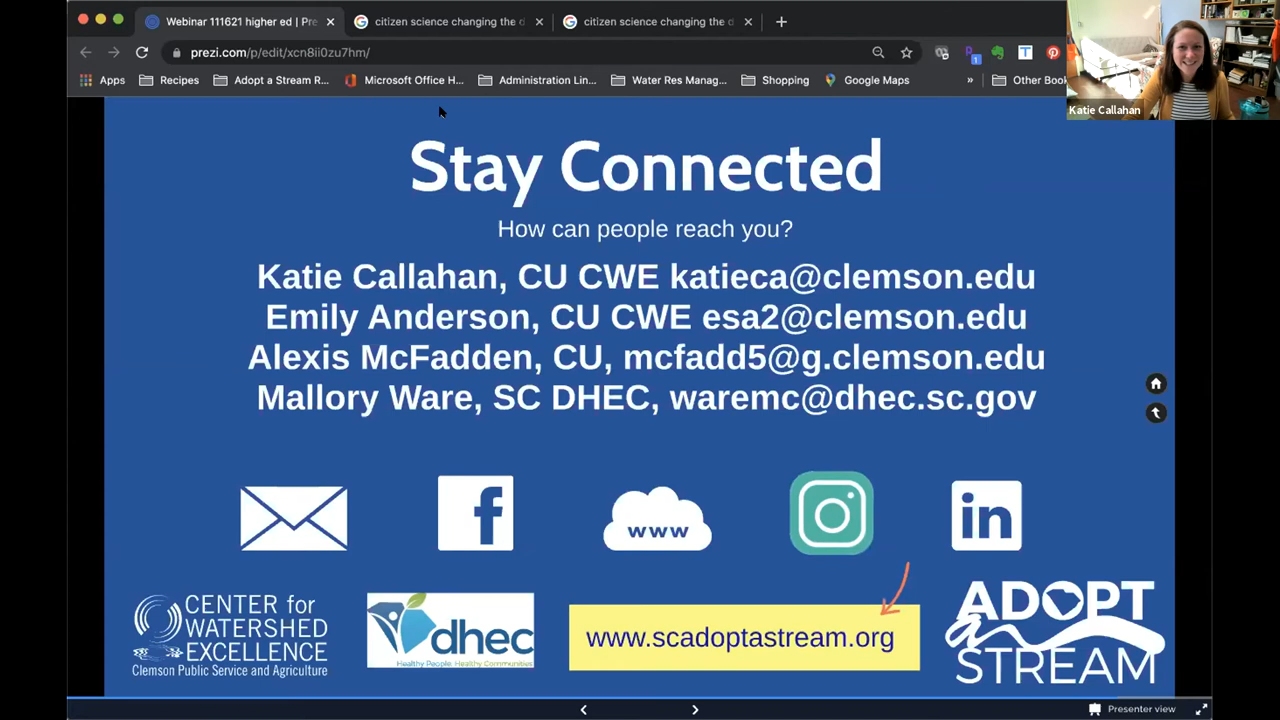 Webinar 111621 higher ed | Pre
citizen science changing the d
citizen science changing the d
prezi.com/p/edit/xcn8ii0zu7hm/
Apps
Recipes
Adopt a Stream R...
Microsoft Office H...
Administration Lin...
Water Res Manag...
Shopping
Google Maps
»
Other Boo
Katie Callahan
Stay Connected
How can people reach you?
Katie Callahan, CU CWE katieca@clemson.edu
Emily Anderson, CU CWE esa2@clemson.edu
Alexis McFadden, CU, mcfadd5@g.clemson.edu
Mallory Ware, SC DHEC, waremc@dhec.sc.gov
www
CENTER for
WATERSHED
EXCELLENCE
Clemson Public Service and Agriculture
dhec
Healthy People. Healthy Communities
www.scadoptastream.org
ADOPT
a
STREAM
Presenter view